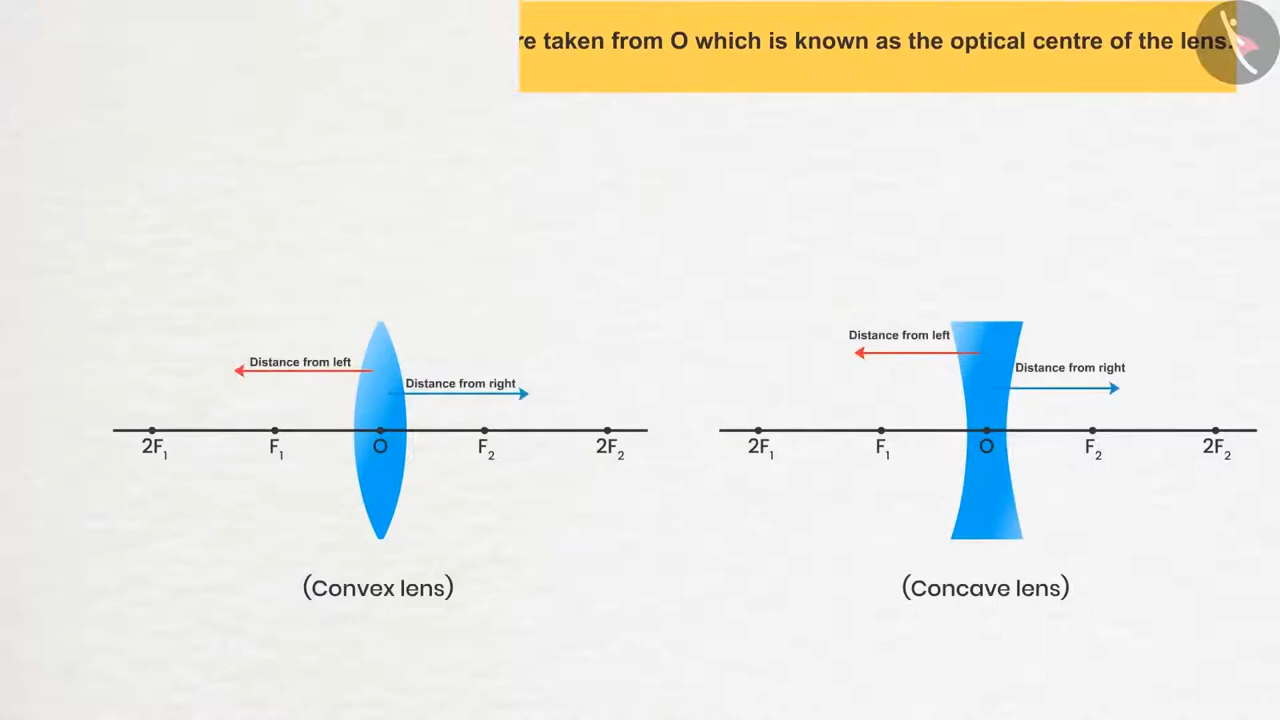 re taken from O which is known as the optical centre of the lens.
Distance from left
Distance from right
2F₁ F₁ O F₂ 2F₂
(Convex lens)
Distance from left
Distance from right
2F₁ F₁ O F₂ 2F₂
(Concave lens)